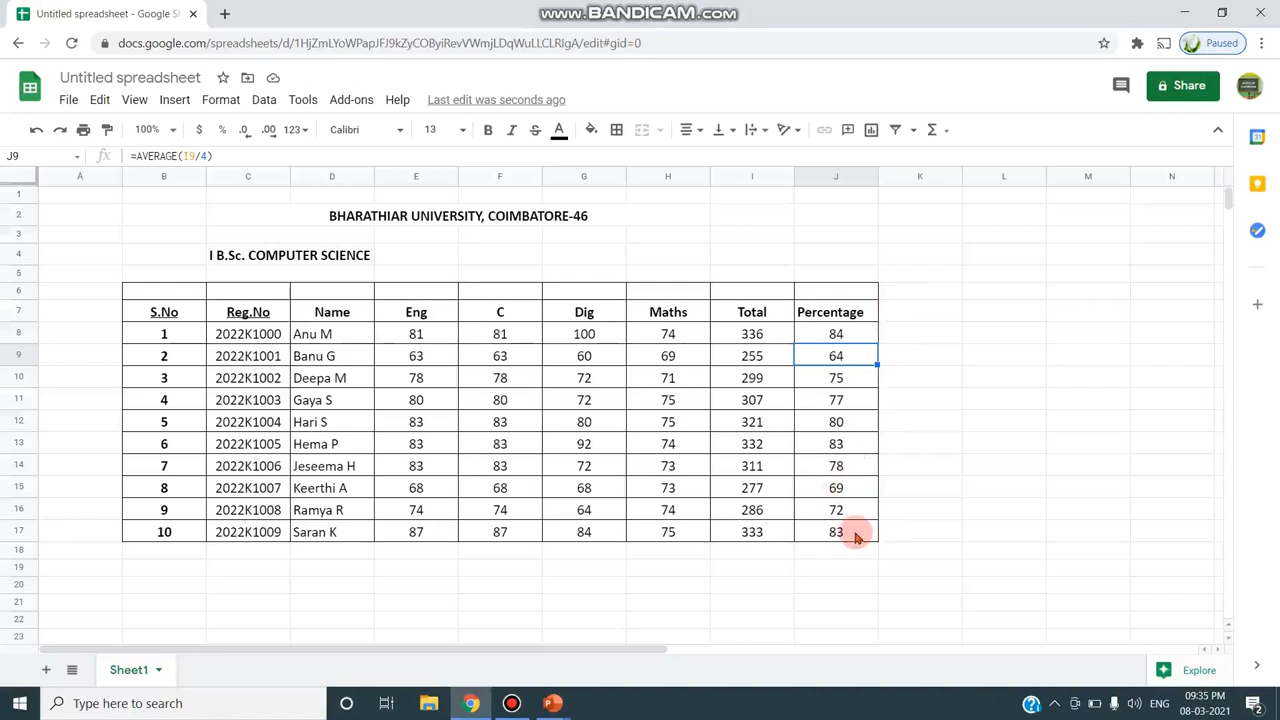 Untitled spreadsheet - Google Sh
www.BANDICAM.com
docs.google.com/spreadsheets/d/1HjZmLYoWPapJFJ9kZyCOByiRevVWmjLDqWuLLCLRIgA/edit#gid=0
Paused
Untitled spreadsheet
Share
File Edit View Insert Format Data Tools Add-ons Help Last edit was seconds ago
100% $ % .0 .00 123 Calibri 13 B I S A Σ
J9 fx =AVERAGE(I9/4)
A B C D E F G H I J K L M N
1
2 BHARATHIAR UNIVERSITY, COIMBATORE-46
3
4 I B.Sc. COMPUTER SCIENCE
5
6
7 S.No Reg.No Name Eng C Dig Maths Total Percentage
8 1 2022K1000 Anu M 81 81 100 74 336 84
9 2 2022K1001 Banu G 63 63 60 69 255 64
10 3 2022K1002 Deepa M 78 78 72 71 299 75
11 4 2022K1003 Gaya S 80 80 72 75 307 77
12 5 2022K1004 Hari S 83 83 80 75 321 80
13 6 2022K1005 Hema P 83 83 92 74 332 83
14 7 2022K1006 Jeseema H 83 83 72 73 311 78
15 8 2022K1007 Keerthi A 68 68 68 73 277 69
16 9 2022K1008 Ramya R 74 74 64 74 286 72
17 10 2022K1009 Saran K 87 87 84 75 333 83
18
19
20
21
22
23
Sheet1 Explore
Type here to search
ENG
09:35 PM
08-03-2021
2